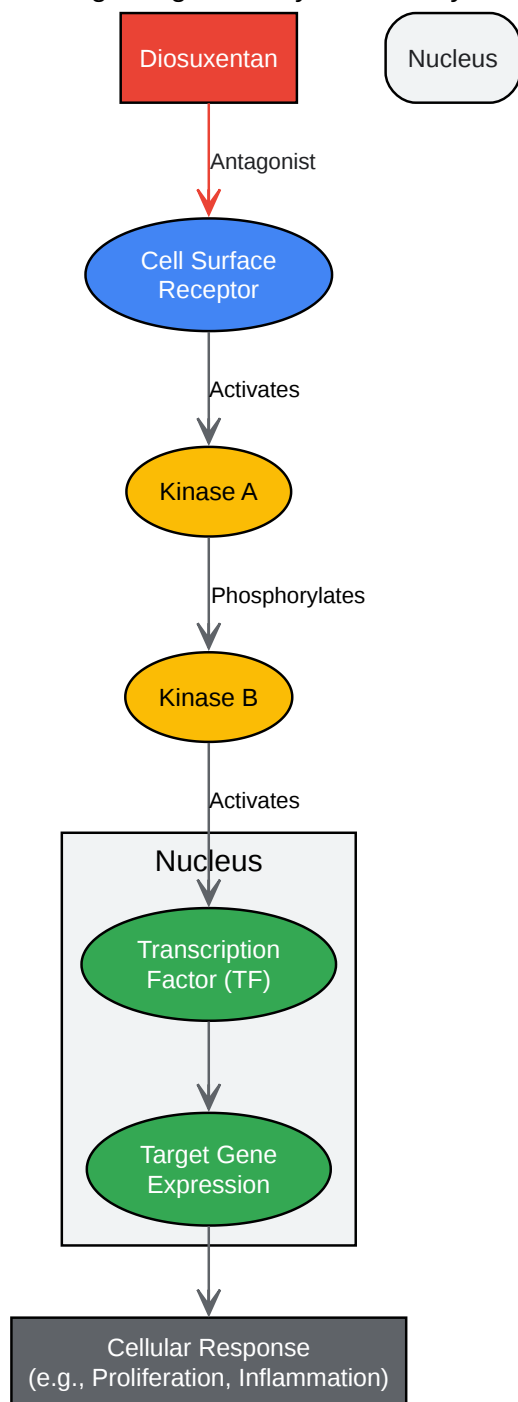 Diosuxentan
Nucleus
Antagonist
Cell Surface
Receptor
Activates
Kinase A
Phosphorylates
Kinase B
Activates
Nucleus
Transcription
Factor (TF)
Target Gene
Expression
Cellular Response
(e.g., Proliferation, Inflammation)